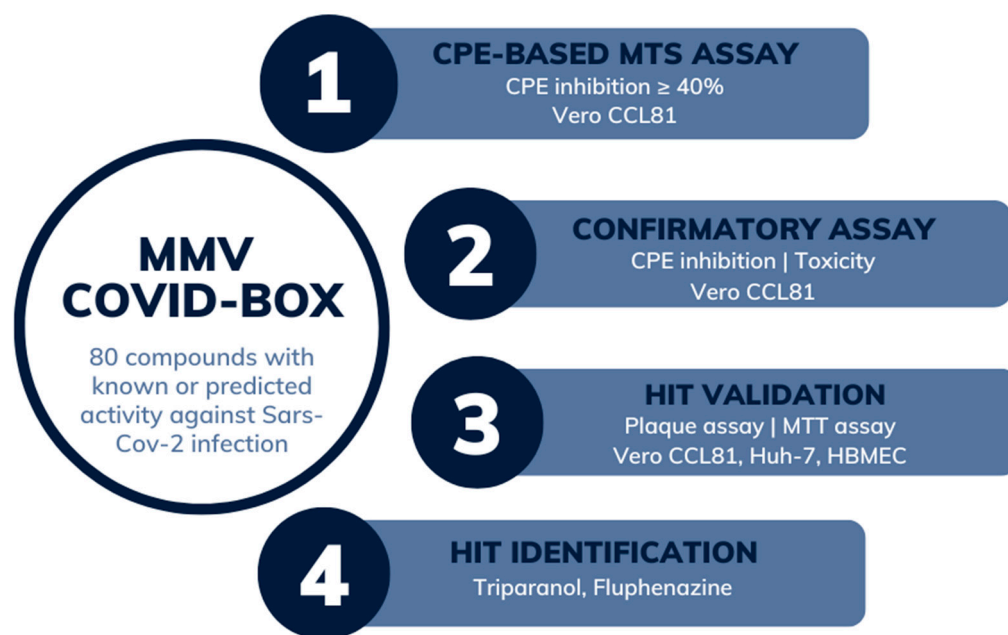 1
CPE-BASED MTS ASSAY
CPE inhibition ≥ 40%
Vero CCL81
MMV
COVID-BOX
80 compounds with
known or predicted
activity against Sars-
Cov-2 infection
2
CONFIRMATORY ASSAY
CPE inhibition | Toxicity
Vero CCL81
3
HIT VALIDATION
Plaque assay | MTT assay
Vero CCL81, Huh-7, HBMEC
4
HIT IDENTIFICATION
Triparanol, Fluphenazine